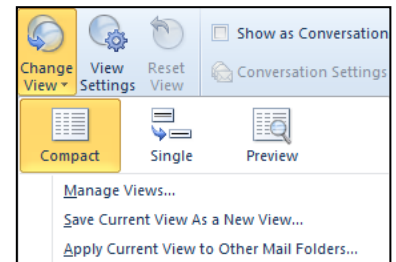 Show as Conversation
Change View Reset
View Settings View
Conversation Settings
Compact Single Preview
Manage Views...
Save Current View As a New View...
Apply Current View to Other Mail Folders...